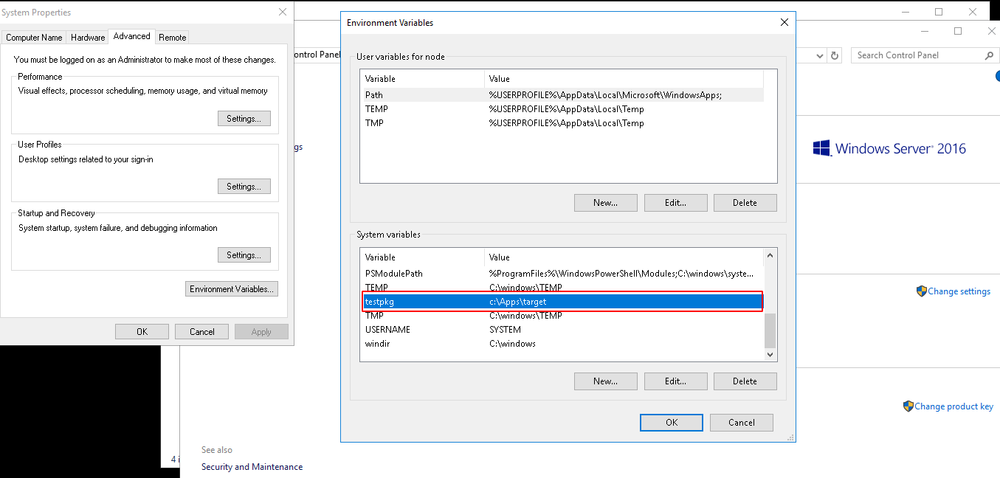 System Properties
Computer Name Hardware Advanced Remote
You must be logged on as an Administrator to make most of these changes.
Performance
Visual effects, processor scheduling, memory usage, and virtual memory
Settings...
User Profiles
Desktop settings related to your sign-in
Settings...
Startup and Recovery
System startup, system failure, and debugging information
Settings...
Environment Variables...
OK Cancel Apply
Environment Variables
User variables for node
Variable Value
Path %USERPROFILE%\AppData\Local\Microsoft\WindowsApps;
TEMP %USERPROFILE%\AppData\Local\Temp
TMP %USERPROFILE%\AppData\Local\Temp
New... Edit... Delete
System variables
Variable Value
PSModulePath %ProgramFiles%\WindowsPowerShell\Modules;C:\windows\syste...
TEMP C:\windows\TEMP
testpkg c:\Apps\target
TMP C:\windows\TEMP
USERNAME SYSTEM
windir C:\windows
New... Edit... Delete
OK Cancel
ontrol Panel
Search Control Panel
gs
Windows Server® 2016
Change settings
Change product key
See also
Security and Maintenance
4 i